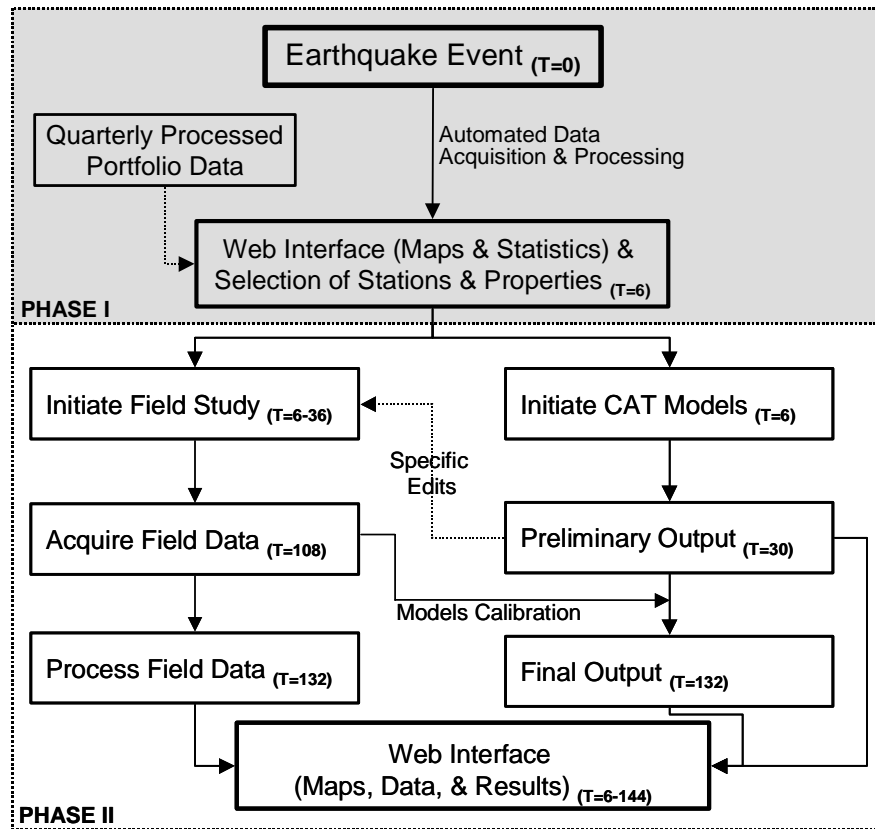 Earthquake Event (T=0)
Quarterly Processed
Portfolio Data
Automated Data
Acquisition & Processing
Web Interface (Maps & Statistics) &
Selection of Stations & Properties (T=6)
PHASE I
Initiate Field Study (T=6-36)
Initiate CAT Models (T=6)
Specific
Edits
Acquire Field Data (T=108)
Preliminary Output (T=30)
Models Calibration
Process Field Data (T=132)
Final Output (T=132)
Web Interface
(Maps, Data, & Results) (T=6-144)
PHASE II